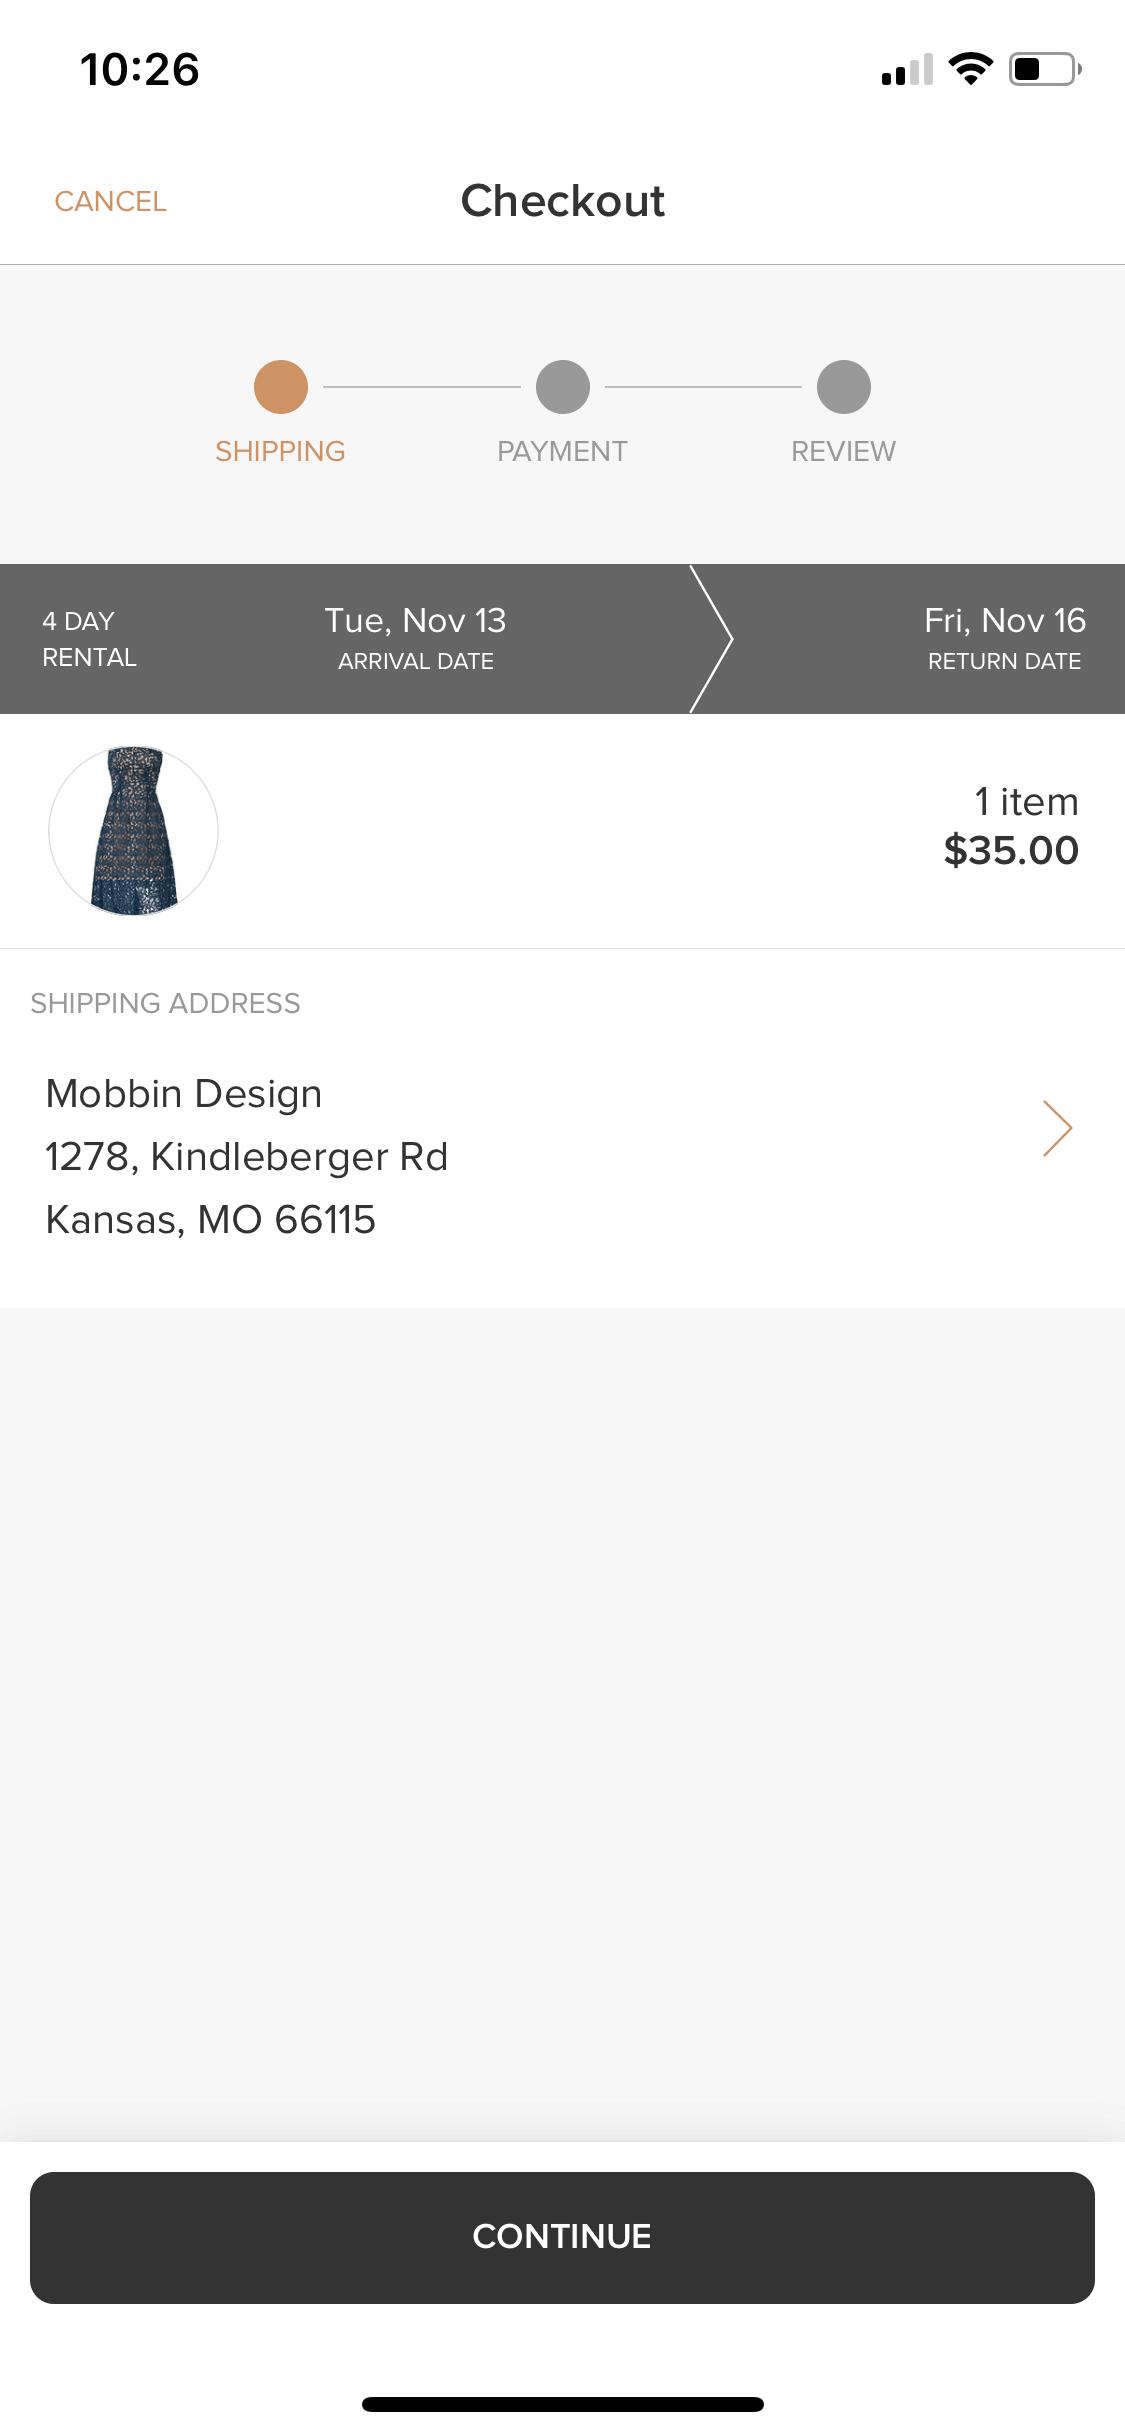 10:26
CANCEL
Checkout
SHIPPING
PAYMENT
REVIEW
4 DAY
RENTAL
Tue, Nov 13
ARRIVAL DATE
Fri, Nov 16
RETURN DATE
1 item
$35.00
SHIPPING ADDRESS
Mobbin Design
1278, Kindleberger Rd
Kansas, MO 66115
CONTINUE